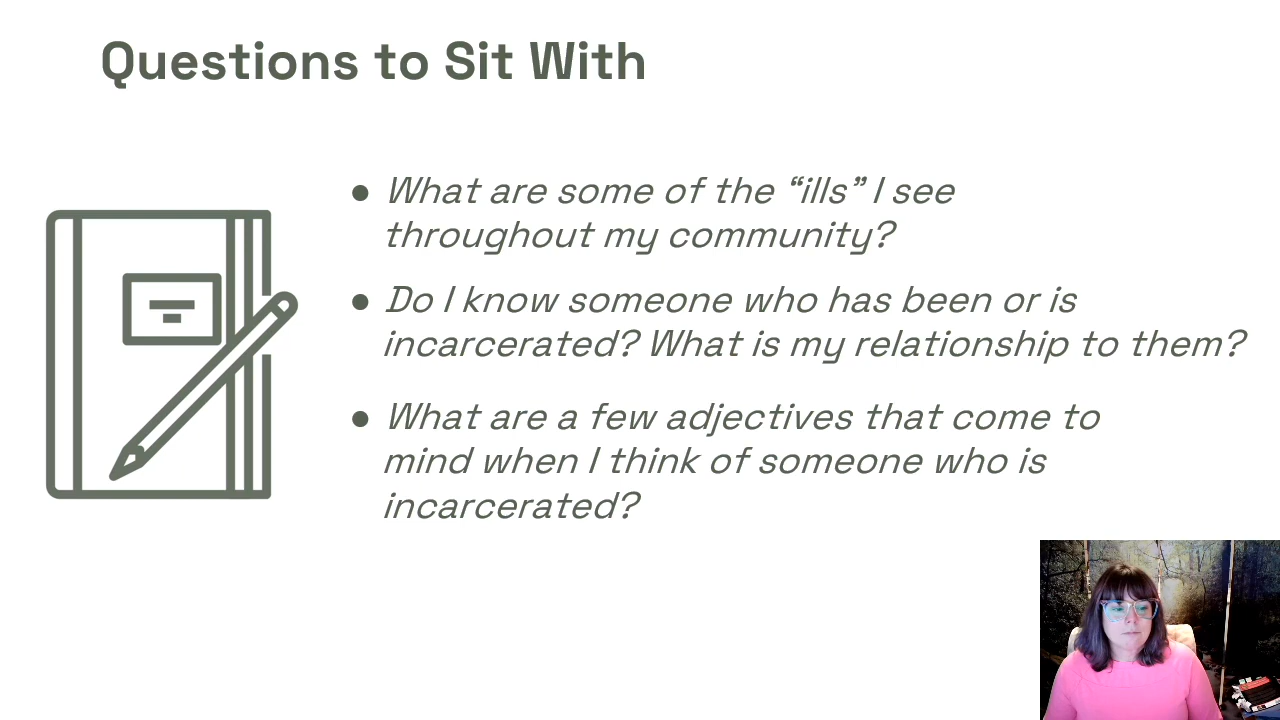 Questions to Sit With
● What are some of the “ills” I see
throughout my community?
● Do I know someone who has been or is
incarcerated? What is my relationship to them?
● What are a few adjectives that come to
mind when I think of someone who is
incarcerated?